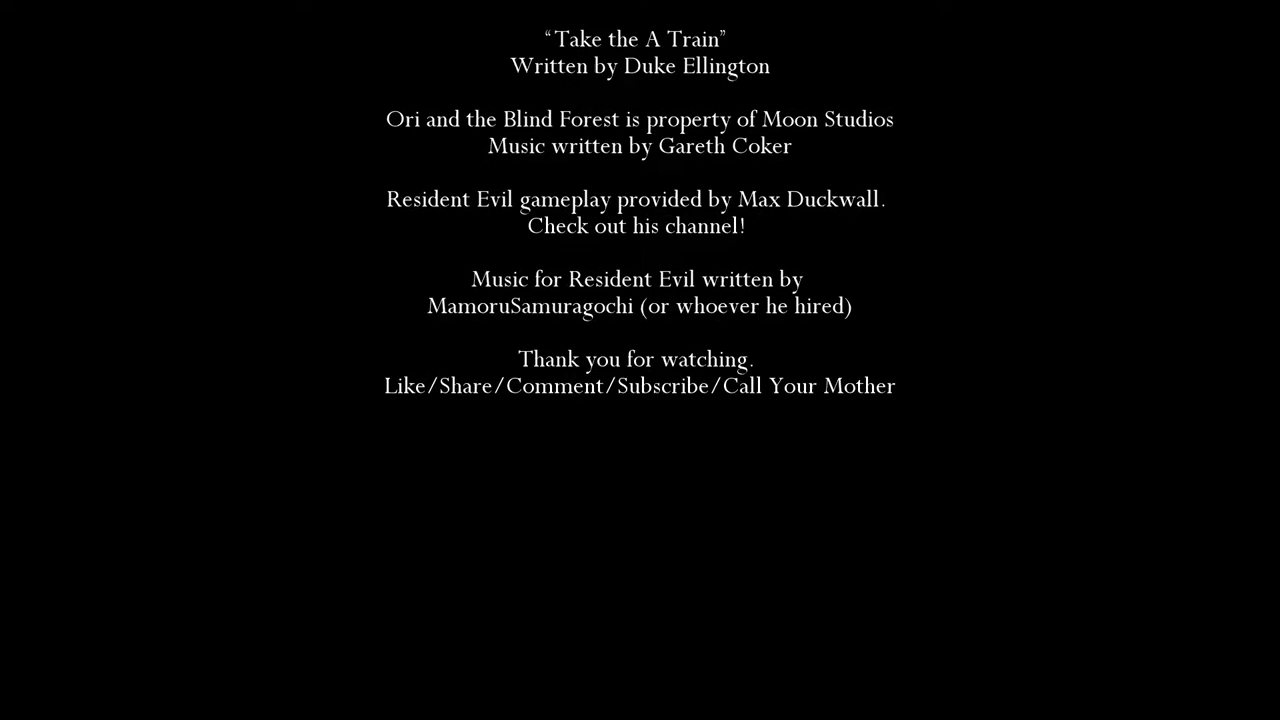 “Take the A Train”
Written by Duke Ellington
Ori and the Blind Forest is property of Moon Studios
Music written by Gareth Coker
Resident Evil gameplay provided by Max Duckwall.
Check out his channel!
Music for Resident Evil written by
MamoruSamuragochi (or whoever he hired)
Thank you for watching.
Like/Share/Comment/Subscribe/Call Your Mother